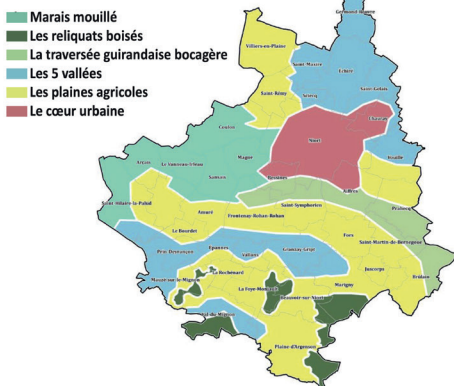 Marais mouillé
Les reliquats boisés
La traversée guirandaise bocagère
Les 5 vallées
Les plaines agricoles
Le cœur urbaine
Germond-Rouvre
Villiers-en-Plaine
Saint-Maxire
Echiré
Saint-Gelais
Saint-Rémy
Sciecq
Chauray
Coulon
Niort
Magné
Vouillé
Arçais
Le Vanneau-Irleau
Sansais
Bessines
Aiffres
Saint-Hilaire-la-Palud
Saint-Symphorien
Prahecq
Amuré
Frontenay-Rohan-Rohan
Le Bourdet
Fors
Saint-Martin-de-Bernegoue
Prin-Deyrançon
Epannes
Vallans
Granzay-Gript
Juscorps
Brûlain
Mauzé-sur-le-Mignon
La Rochénard
La Foye-Monjault
Marigny
Beauvoir-sur-Niort
Val-du-Mignon
Plaine-d'Argenson